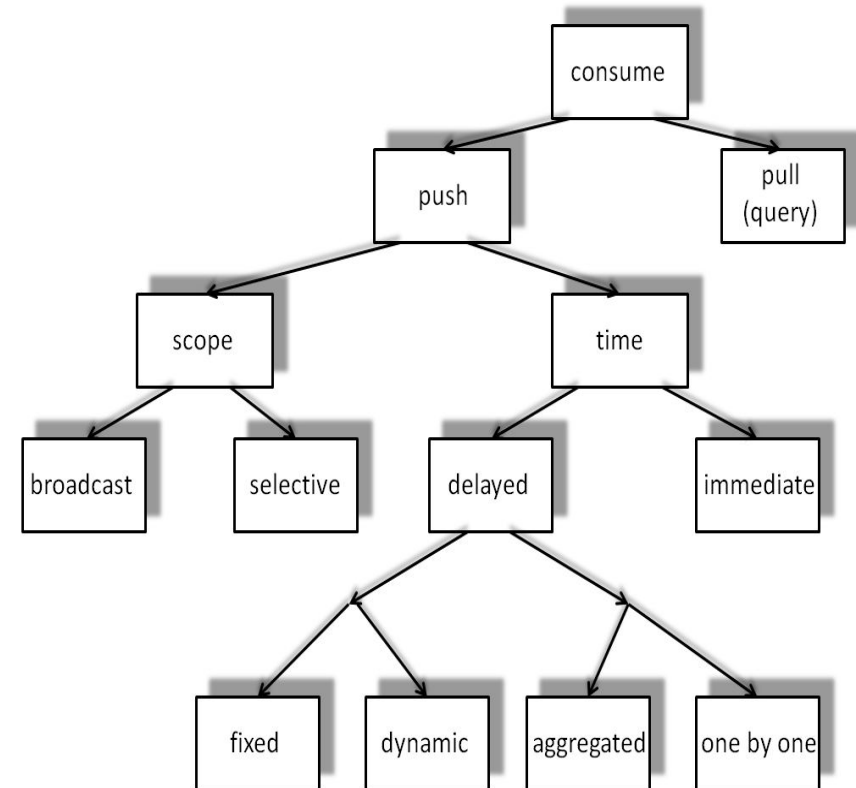 consume
push
pull
(query)
scope
time
broadcast
selective
delayed
immediate
fixed
dynamic
aggregated
one by one